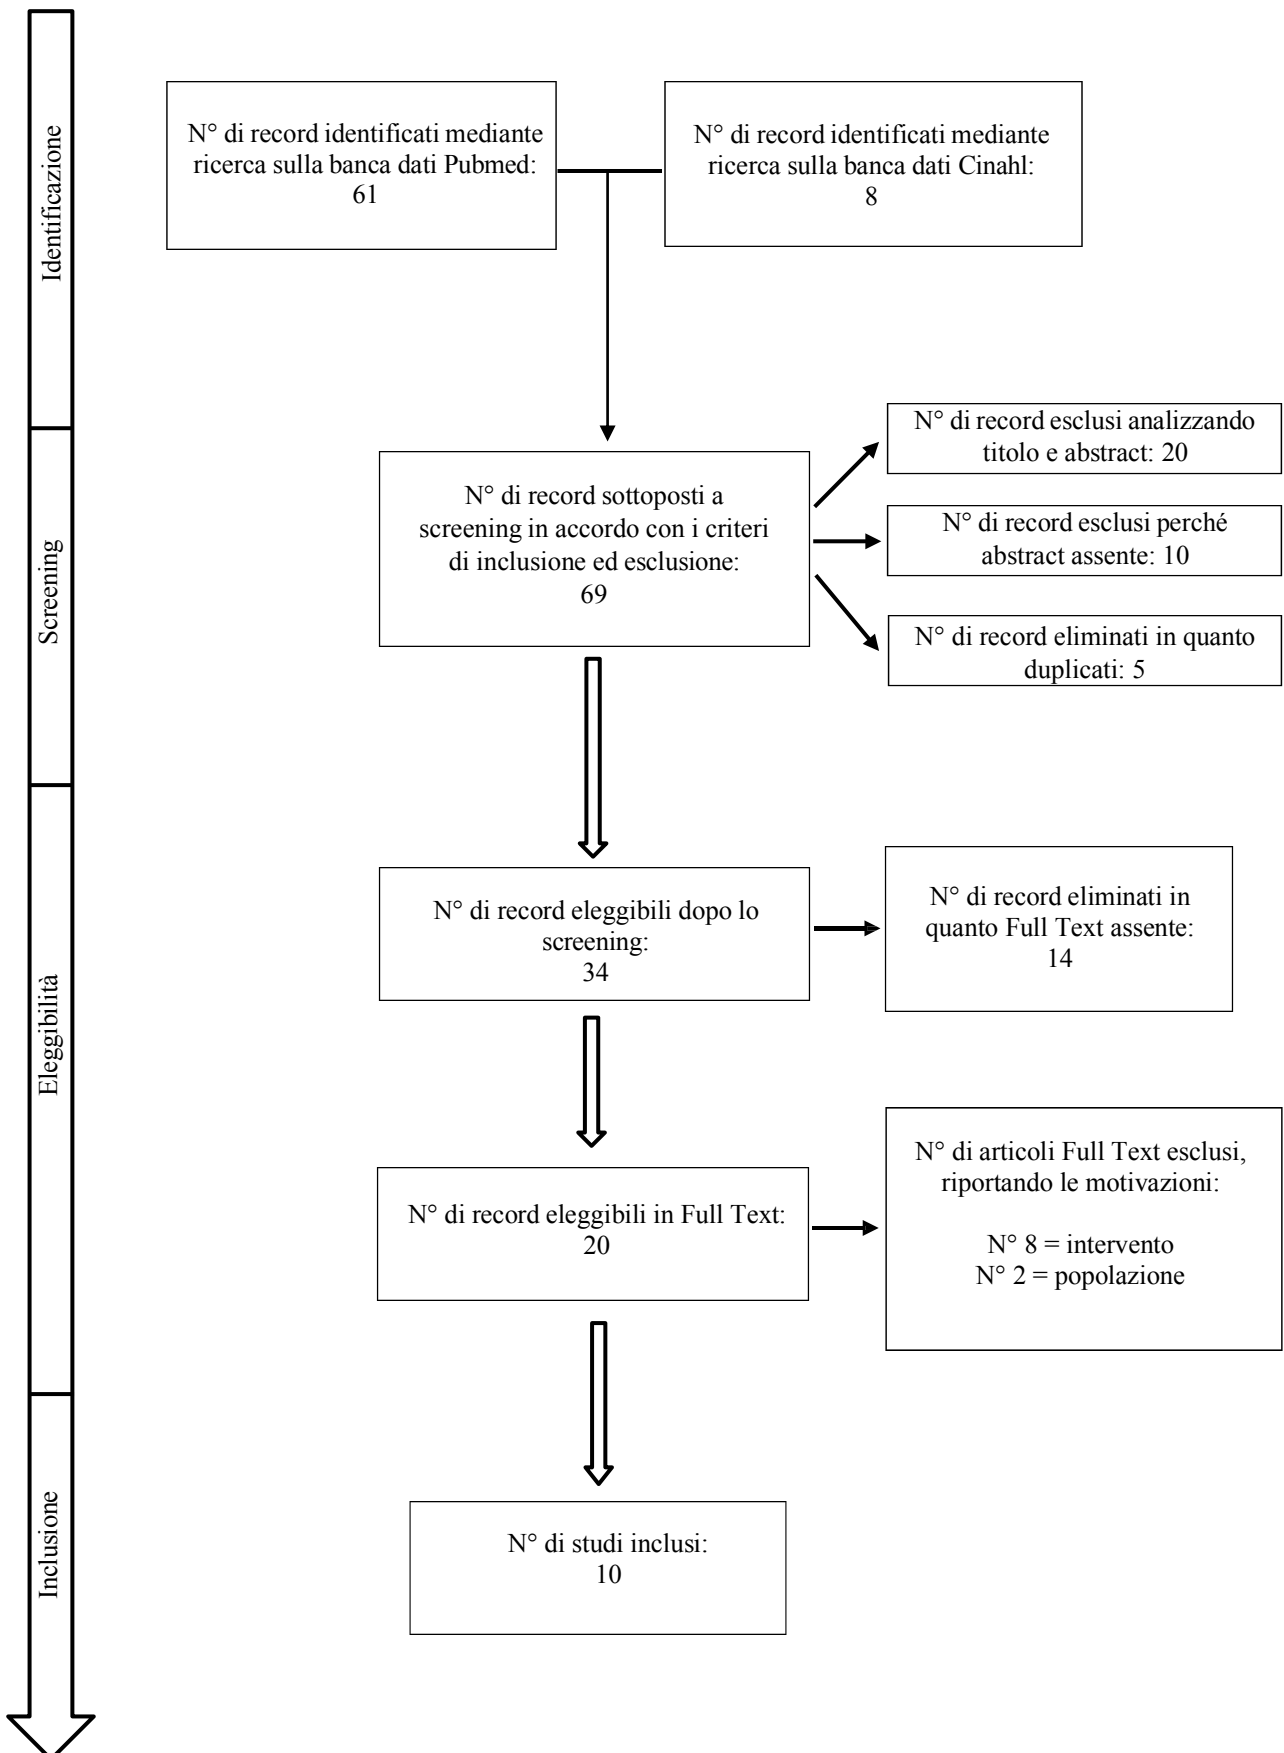 Identificazione
N° di record identificati mediante
ricerca sulla banca dati Pubmed:
61
N° di record identificati mediante
ricerca sulla banca dati Cinahl:
8
Screening
N° di record sottoposti a
screening in accordo con i criteri
di inclusione ed esclusione:
69
N° di record esclusi analizzando
titolo e abstract: 20
N° di record esclusi perché
abstract assente: 10
N° di record eliminati in quanto
duplicati: 5
Eleggibilità
N° di record eleggibili dopo lo
screening:
34
N° di record eliminati in
quanto Full Text assente:
14
N° di record eleggibili in Full Text:
20
N° di articoli Full Text esclusi,
riportando le motivazioni:
N° 8 = intervento
N° 2 = popolazione
Inclusione
N° di studi inclusi:
10